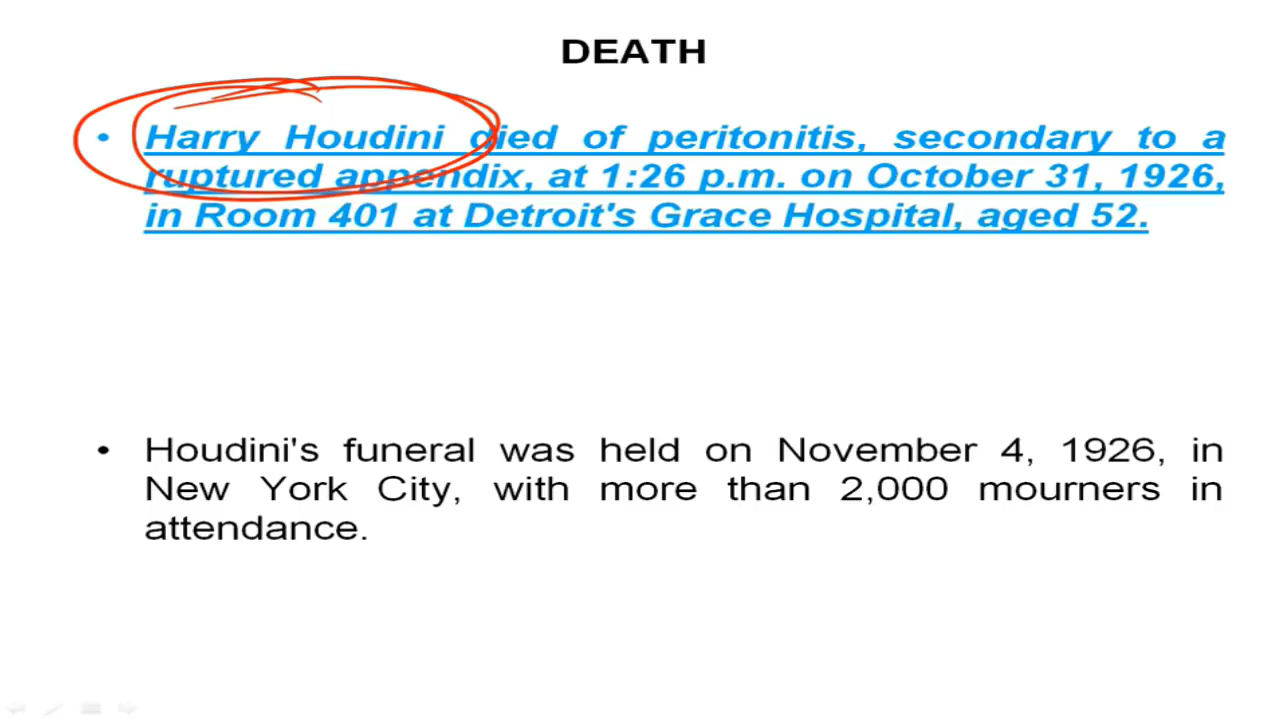 DEATH
• Harry Houdini died of peritonitis, secondary to a
ruptured appendix, at 1:26 p.m. on October 31, 1926,
in Room 401 at Detroit's Grace Hospital, aged 52.
• Houdini's funeral was held on November 4, 1926, in
New York City, with more than 2,000 mourners in
attendance.